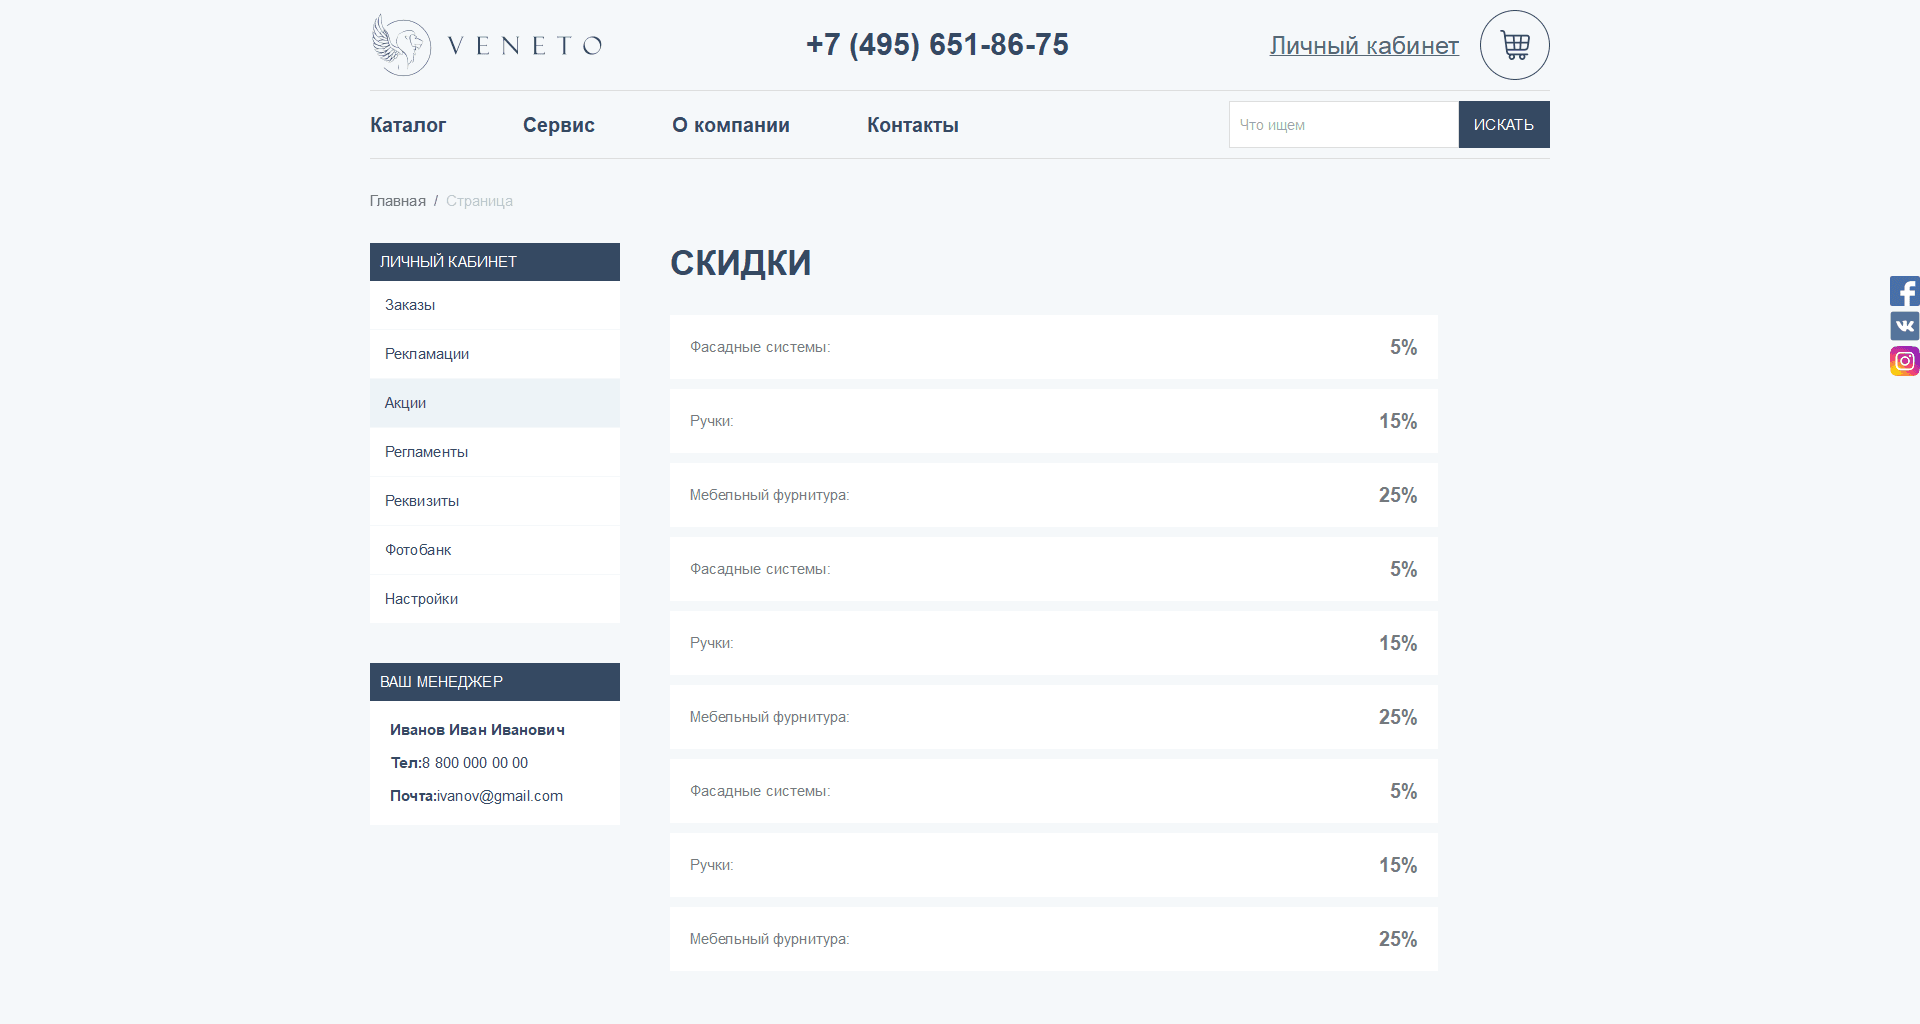 VENETO
+7 (495) 651-86-75
Личный кабинет
Каталог
Сервис
О компании
Контакты
Что ищем
ИСКАТЬ
Главная / Страница
ЛИЧНЫЙ КАБИНЕТ
Заказы
Рекламации
Акции
Регламенты
Реквизиты
Фотобанк
Настройки
ВАШ МЕНЕДЖЕР
Иванов Иван Иванович
Тел:8 800 000 00 00
Почта:ivanov@gmail.com
СКИДКИ
Фасадные системы: 5%
Ручки: 15%
Мебельный фурнитура: 25%
Фасадные системы: 5%
Ручки: 15%
Мебельный фурнитура: 25%
Фасадные системы: 5%
Ручки: 15%
Мебельный фурнитура: 25%